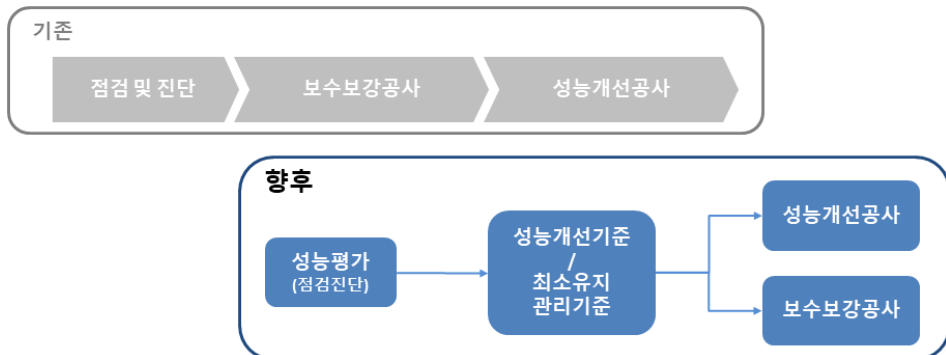 기존
점검 및 진단
보수보강공사
성능개선공사
향후
성능평가
(점검진단)
성능개선기준
/
최소유지
관리기준
성능개선공사
보수보강공사